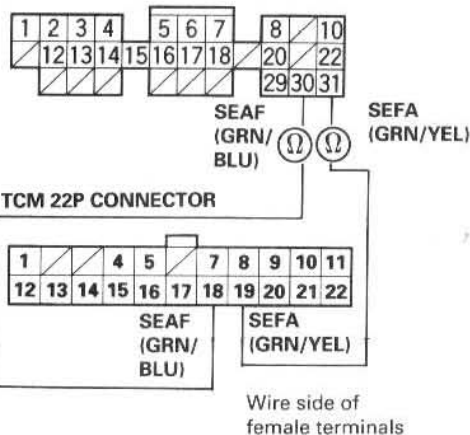 1 2 3 4 5 6 7 8 10
12 13 14 15 16 17 18 20 22
29 30 31
SEAF
(GRN/
BLU)
Ω Ω
SEFA
(GRN/YEL)
TCM 22P CONNECTOR
1 4 5 7 8 9 10 11
12 13 14 15 16 17 18 19 20 21 22
SEAF
(GRN/
BLU)
SEFA
(GRN/YEL)
Wire side of
female terminals